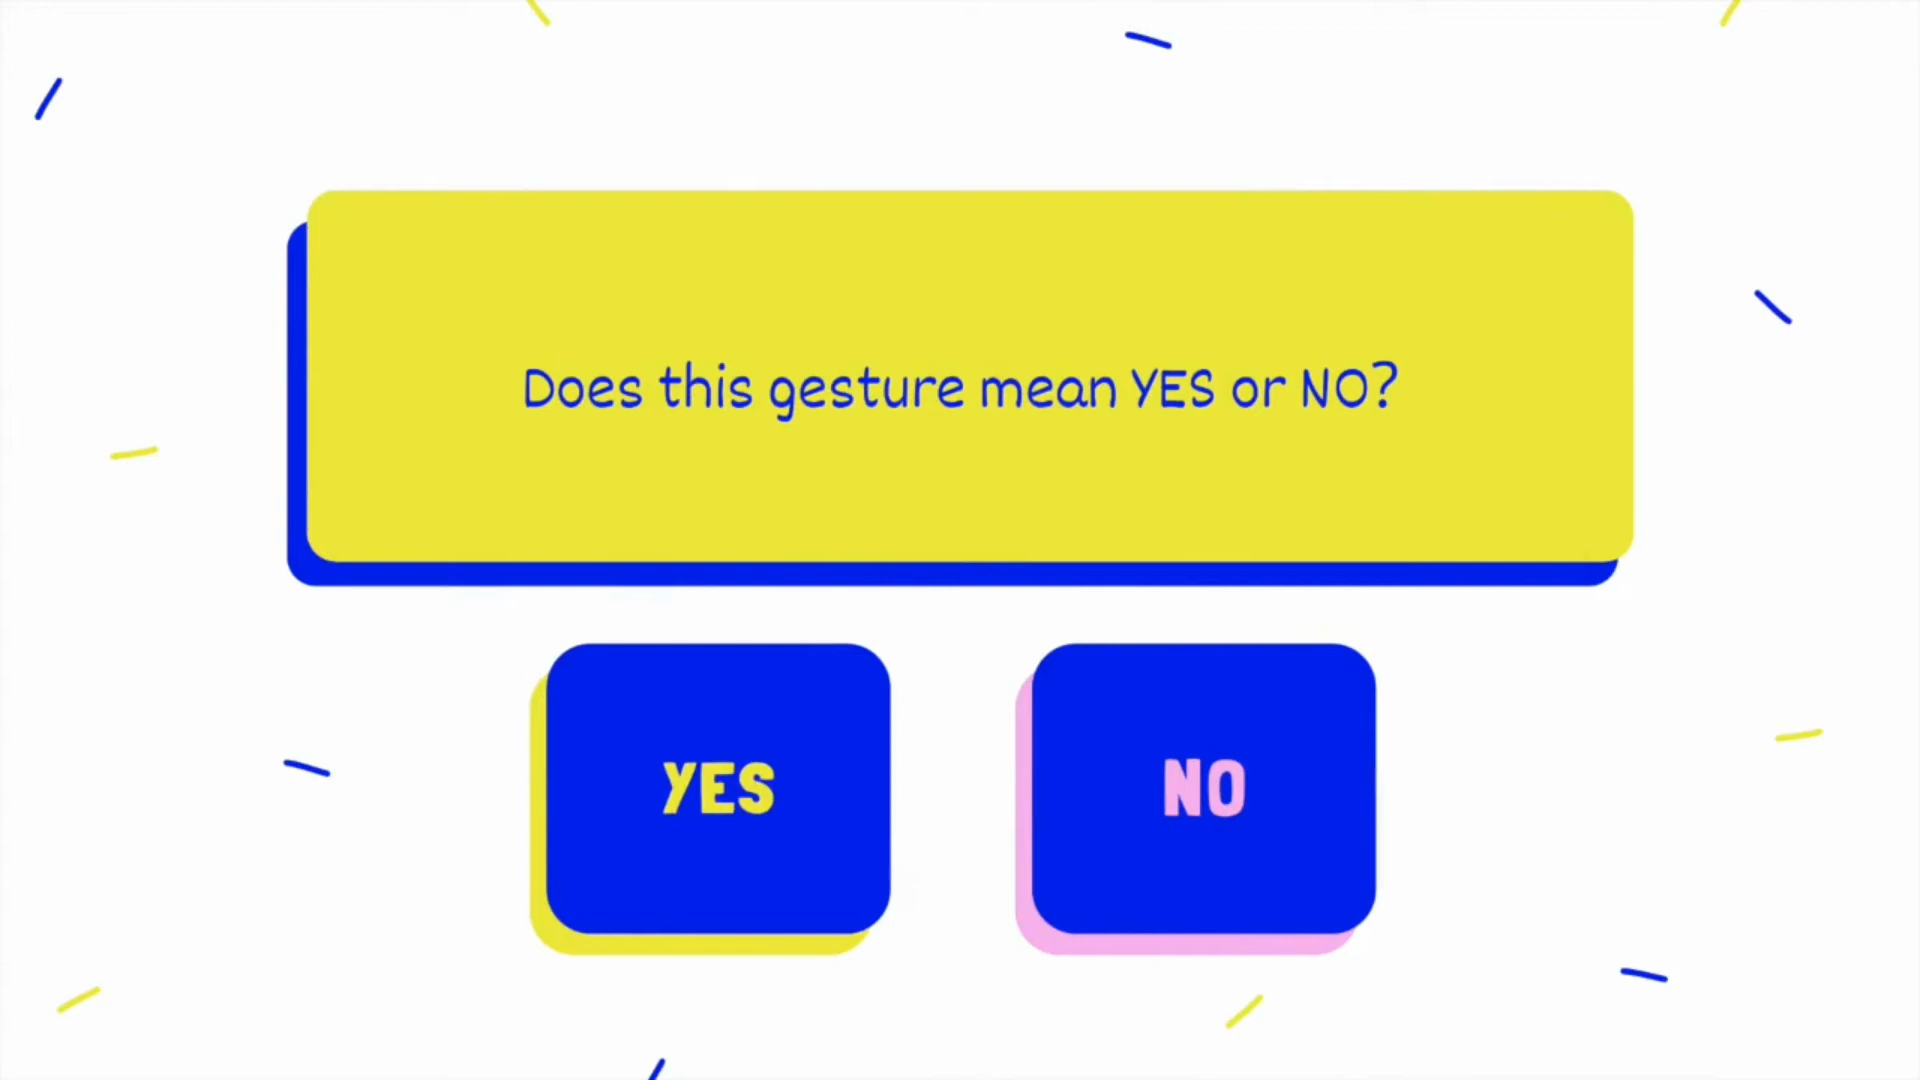 Does this gesture mean YES or NO?
YES
NO